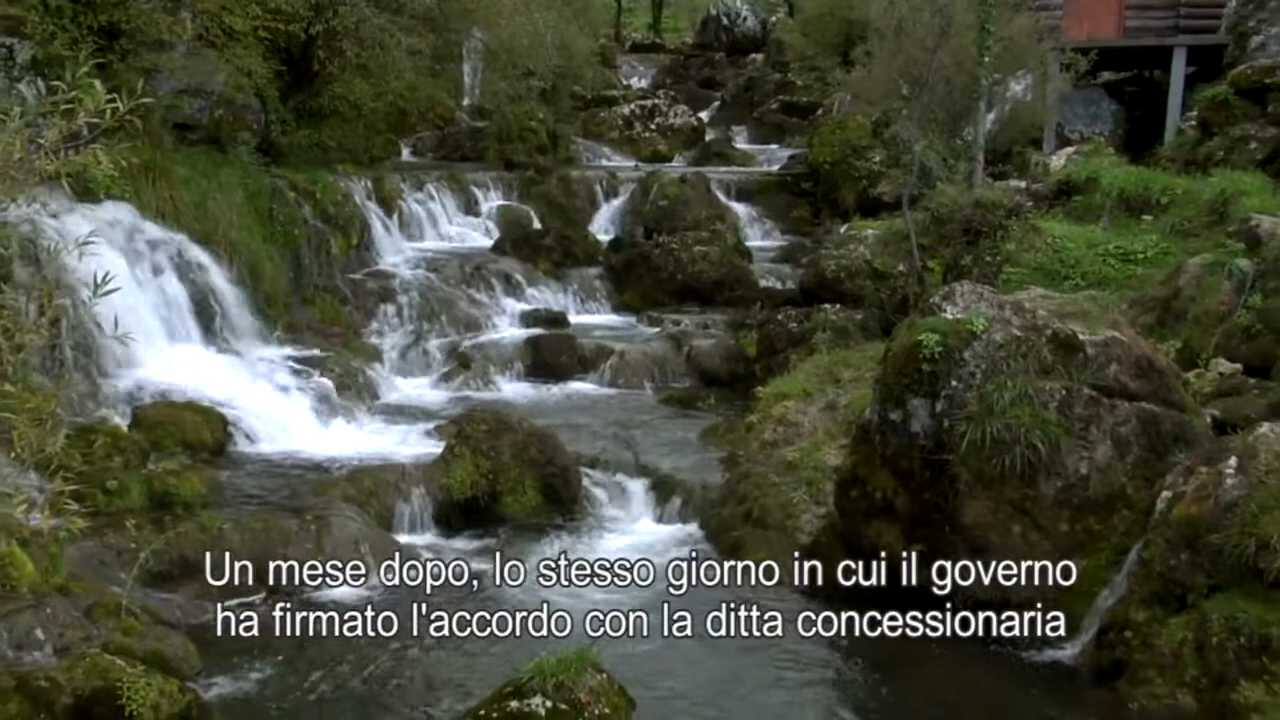 Un mese dopo, lo stesso giorno in cui il governo
ha firmato l'accordo con la ditta concessionaria